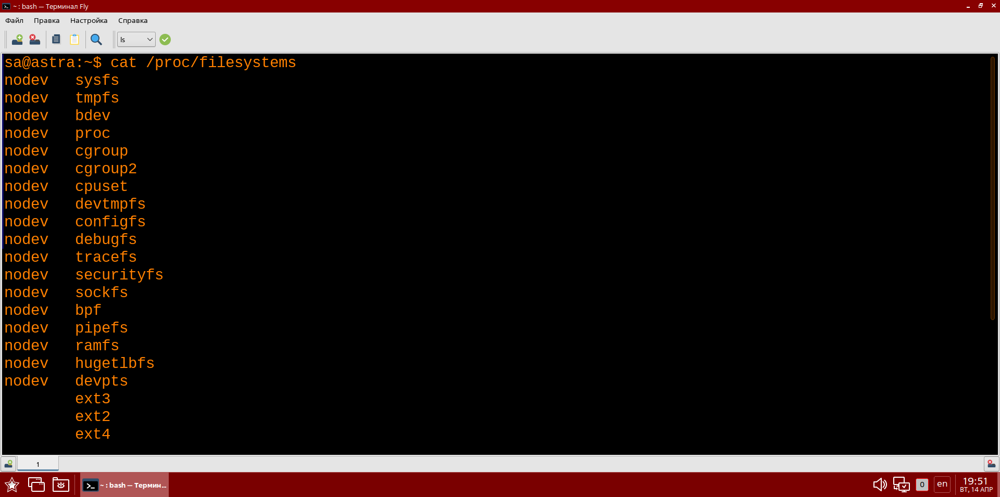 ~ : bash — Терминал Fly
Файл Правка Настройка Справка
ls
sa@astra:~$ cat /proc/filesystems
nodev sysfs
nodev tmpfs
nodev bdev
nodev proc
nodev cgroup
nodev cgroup2
nodev cpuset
nodev devtmpfs
nodev configfs
nodev debugfs
nodev tracefs
nodev securityfs
nodev sockfs
nodev bpf
nodev pipefs
nodev ramfs
nodev hugetlbfs
nodev devpts
ext3
ext2
ext4
1
~ : bash — Термин...
0
en
19:51
ВТ, 14 АПР